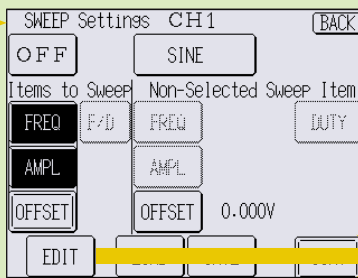 SWEEP Settings CH1 BACK
OFF SINE
Items to Sweep Non-Selected Sweep Item
FREQ F/D FREQ DUTY
AMPL AMPL
OFFSET OFFSET 0.000V
EDIT